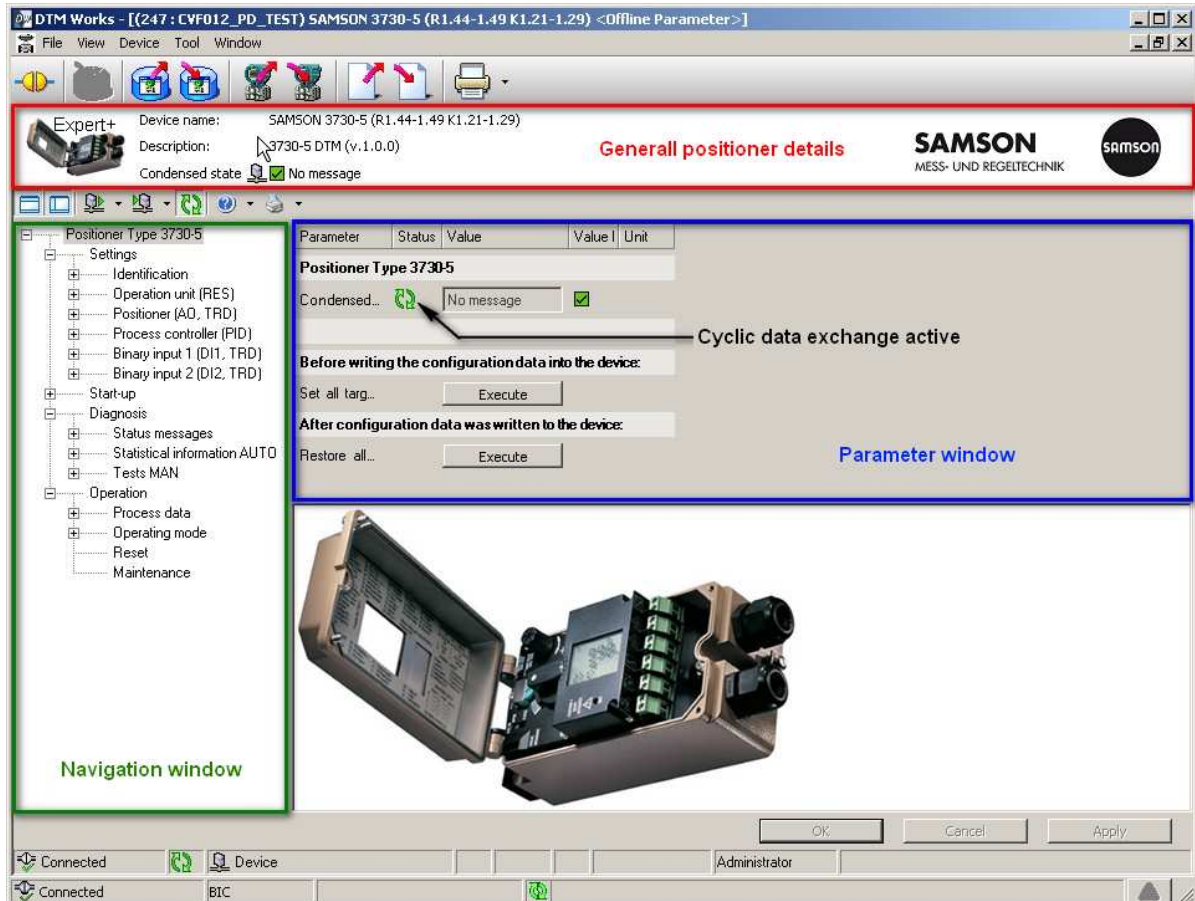 DTM Works - [(247 : CVF012_PD_TEST) SAMSON 3730-5 (R1.44-1.49 K1.21-1.29) <Offline Parameter>]
File View Device Tool Window
Expert+
Device name: SAMSON 3730-5 (R1.44-1.49 K1.21-1.29)
Description: 3730-5 DTM (v.1.0.0)
Condensed state No message
Generall positioner details
SAMSON
MESS- UND REGELTECHNIK
samson
Positioner Type 3730-5
Settings
Identification
Operation unit (RES)
Positioner (AO, TRD)
Process controller (PID)
Binary input 1 (DI1, TRD)
Binary input 2 (DI2, TRD)
Start-up
Diagnosis
Status messages
Statistical information AUTO
Tests MAN
Operation
Process data
Operating mode
Reset
Maintenance
Navigation window
Parameter Status Value Value I Unit
Positioner Type 3730-5
Condensed... No message
Cyclic data exchange active
Before writing the configuration data into the device:
Set all targ... Execute
After configuration data was written to the device:
Restore all... Execute
Parameter window
OK Cancel Apply
Connected Device Administrator
Connected BIC